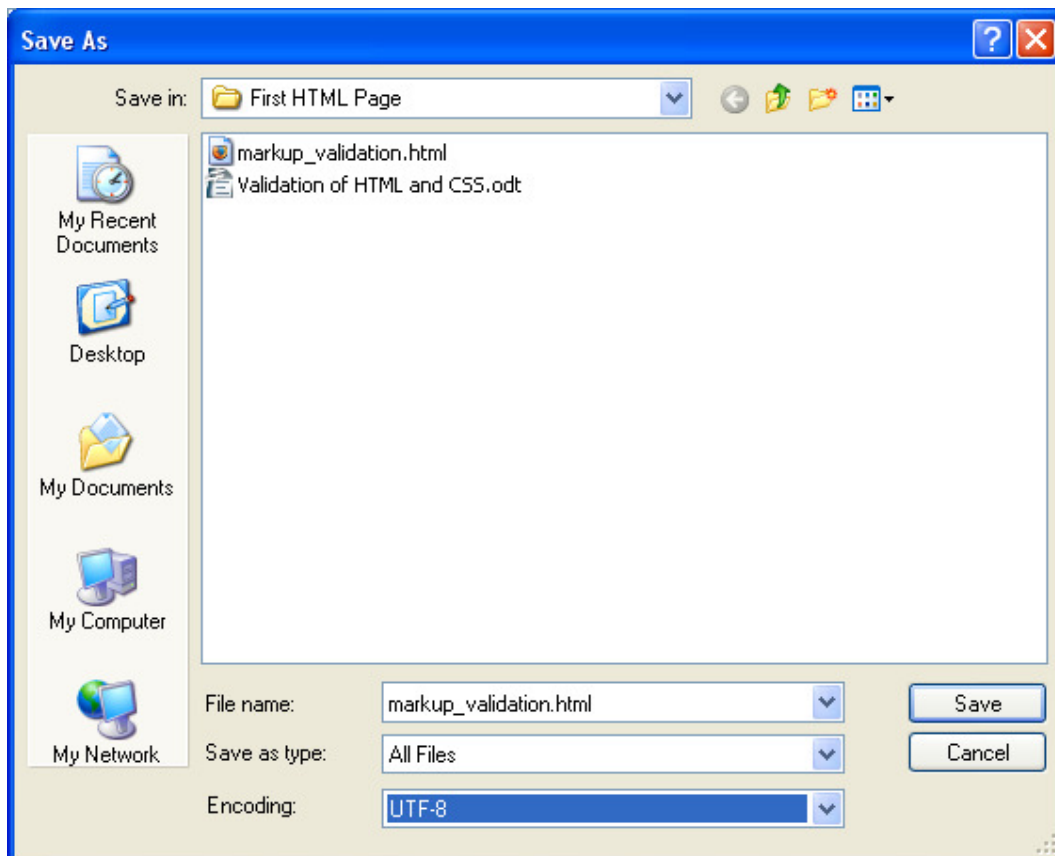 Save As
Save in: First HTML Page
markup_validation.html
Validation of HTML and CSS.odt
My Recent
Documents
Desktop
My Documents
My Computer
My Network
File name: markup_validation.html Save
Save as type: All Files Cancel
Encoding: UTF-8